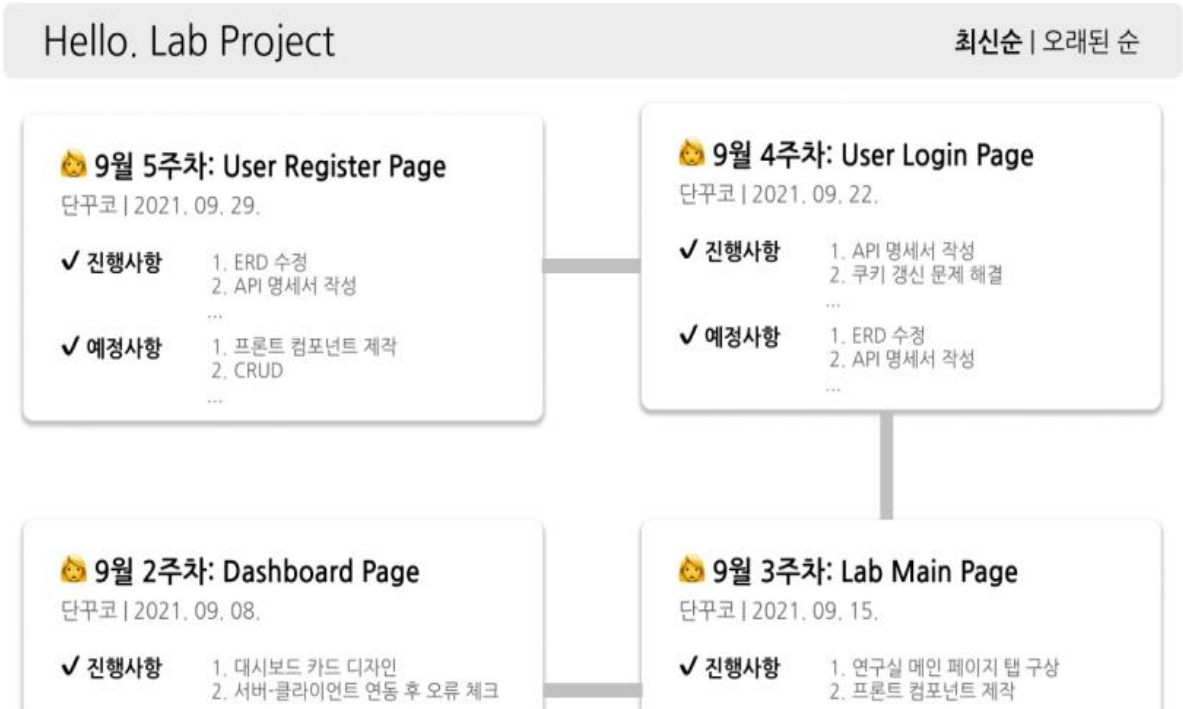 Hello. Lab Project
최신순 | 오래된 순
9월 5주차: User Register Page
단꾸코 | 2021. 09. 29.
✓ 진행사항
1. ERD 수정
2. API 명세서 작성
...
✓ 예정사항
1. 프론트 컴포넌트 제작
2. CRUD
...
9월 4주차: User Login Page
단꾸코 | 2021. 09. 22.
✓ 진행사항
1. API 명세서 작성
2. 쿠키 갱신 문제 해결
...
✓ 예정사항
1. ERD 수정
2. API 명세서 작성
...
9월 2주차: Dashboard Page
단꾸코 | 2021. 09. 08.
✓ 진행사항
1. 대시보드 카드 디자인
2. 서버-클라이언트 연동 후 오류 체크
9월 3주차: Lab Main Page
단꾸코 | 2021. 09. 15.
✓ 진행사항
1. 연구실 메인 페이지 탭 구상
2. 프론트 컴포넌트 제작